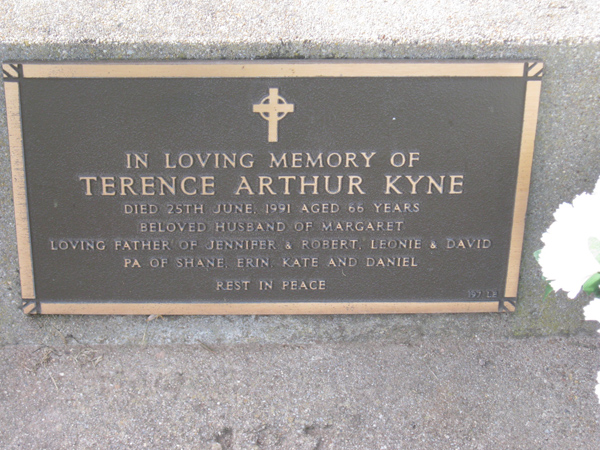 IN LOVING MEMORY OF
TERENCE ARTHUR KYNE
DIED 25TH JUNE, 1991 AGED 66 YEARS
BELOVED HUSBAND OF MARGARET
LOVING FATHER OF JENNIFER & ROBERT, LEONIE & DAVID
PA OF SHANE, ERIN, KATE AND DANIEL
REST IN PEACE